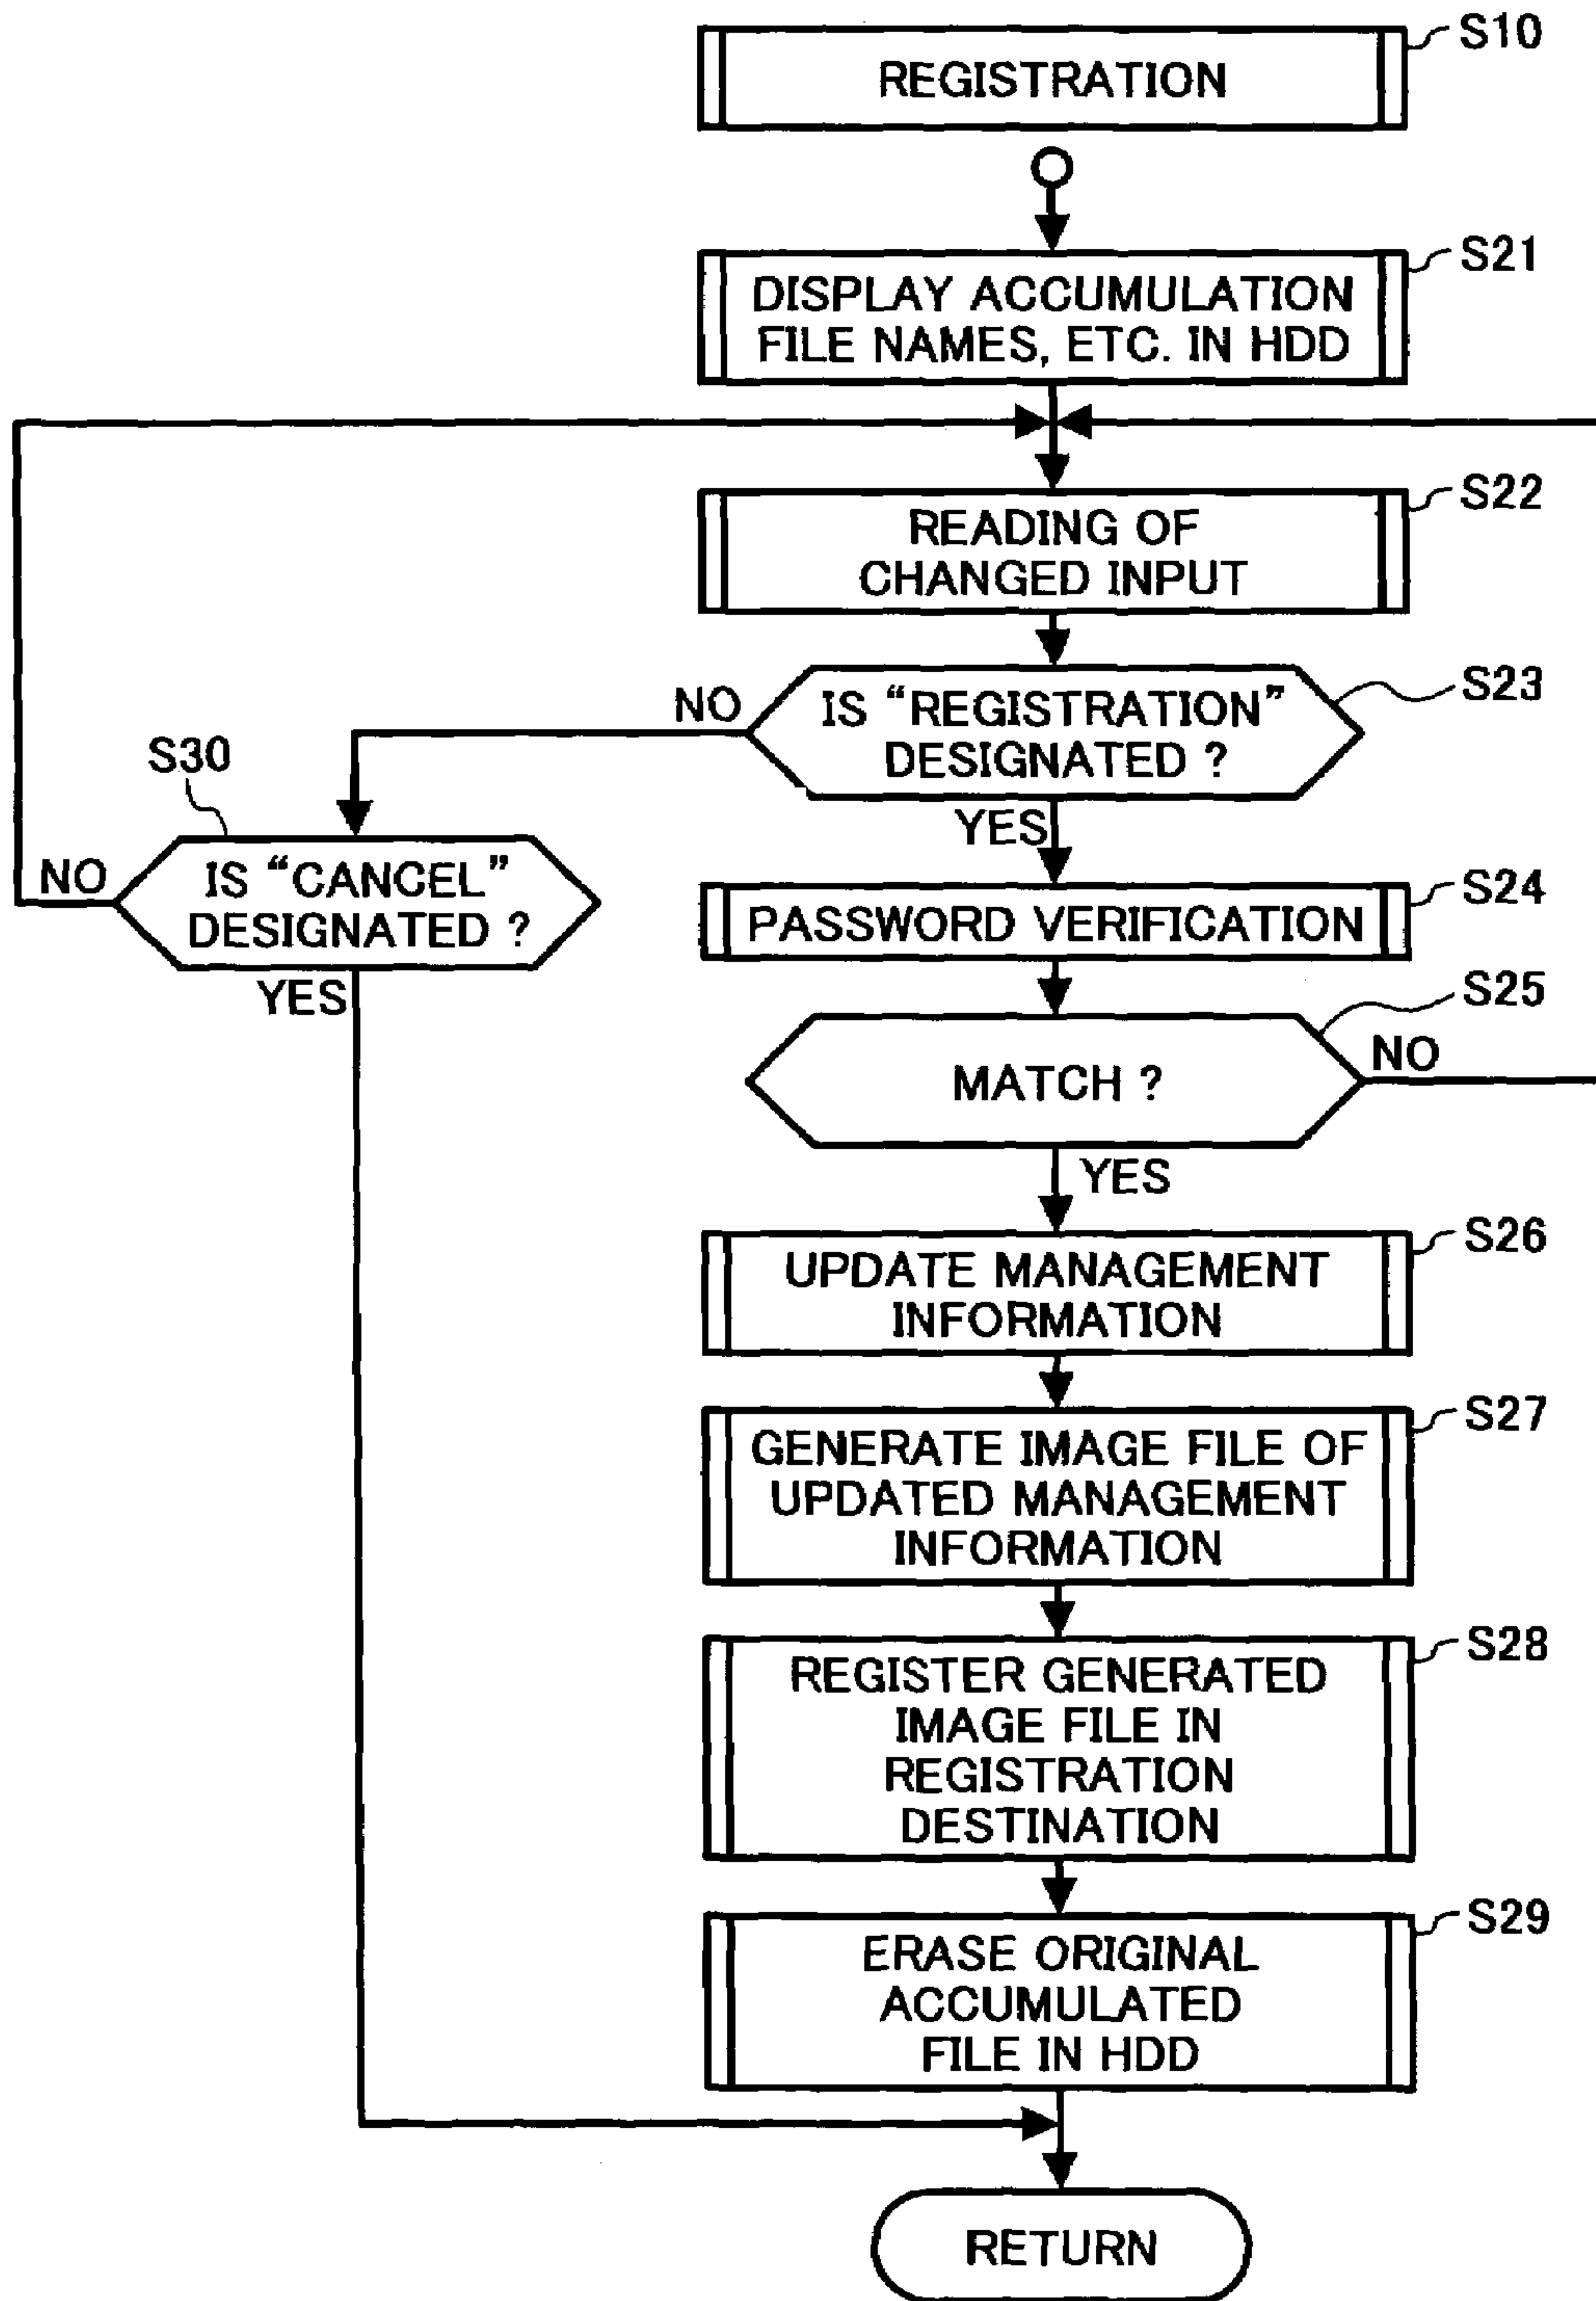 S10
REGISTRATION
S21
DISPLAY ACCUMULATION
FILE NAMES, ETC. IN HDD
S22
READING OF
CHANGED INPUT
S23
NO
IS “REGISTRATION”
DESIGNATED ?
YES
S30
NO
IS “CANCEL”
DESIGNATED ?
YES
S24
PASSWORD VERIFICATION
S25
MATCH ?
NO
YES
S26
UPDATE MANAGEMENT
INFORMATION
S27
GENERATE IMAGE FILE OF
UPDATED MANAGEMENT
INFORMATION
S28
REGISTER GENERATED
IMAGE FILE IN
REGISTRATION
DESTINATION
S29
ERASE ORIGINAL
ACCUMULATED
FILE IN HDD
RETURN